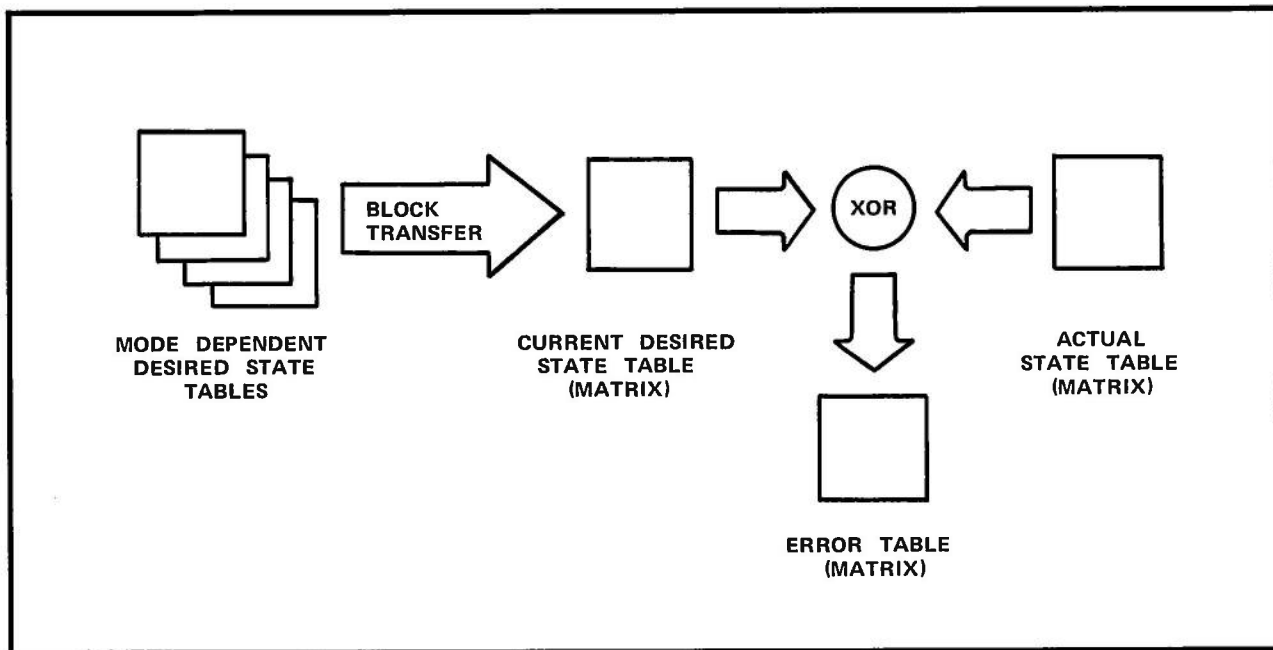 BLOCK
TRANSFER
XOR
MODE DEPENDENT
DESIRED STATE
TABLES
CURRENT DESIRED
STATE TABLE
(MATRIX)
ACTUAL
STATE TABLE
(MATRIX)
ERROR TABLE
(MATRIX)